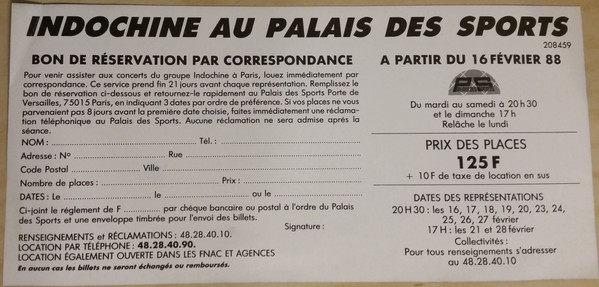 INDOCHINE AU PALAIS DES SPORTS
208459
BON DE RÉSERVATION PAR CORRESPONDANCE
Pour venir assister aux concerts du groupe Indochine à Paris, louez immédiatement par
correspondance. Ce service prend fin 21 jours avant chaque représentation. Remplissez le
bon de réservation ci-dessous et retournez-le rapidement au Palais des Sports Porte de
Versailles, 75015 Paris, en indiquant 3 dates par ordre de préférence. Si vos places ne vous
parvenaient pas 8 jours avant la première date choisie, faites immédiatement une réclama-
tion téléphonique au Palais des Sports. Aucune réclamation ne sera admise après la
séance.
NOM : ........ Tél. : ........
Adresse : No ........ Rue ........
Code Postal ........ Ville ........
Nombre de places : ........ Prix : ........
DATES : Le ........ le ........ ou le ........
Ci-joint le réglement de F ........ par chèque bancaire ou postal à l'ordre du Palais
des Sports et une enveloppe timbrée pour l'envoi des billets.
Signature :
RENSEIGNEMENTS et RÉCLAMATIONS : 48.28.40.10.
LOCATION PAR TÉLÉPHONE : 48.28.40.90.
LOCATION ÉGALEMENT OUVERTE DANS LES FNAC ET AGENCES
En aucun cas les billets ne seront échangés ou remboursés.
A PARTIR DU 16 FÉVRIER 88
Du mardi au samedi à 20 h 30
et le dimanche 17 h
Relâche le lundi
PRIX DES PLACES
125 F
+ 10 F de taxe de location en sus
DATES DES REPRÉSENTATIONS
20 H 30 : les 16, 17, 18, 19, 20, 23, 24,
25, 26, 27 février
17 H : les 21 et 28 février
Collectivités :
Pour tous renseignements s'adresser
au 48.28.40.10